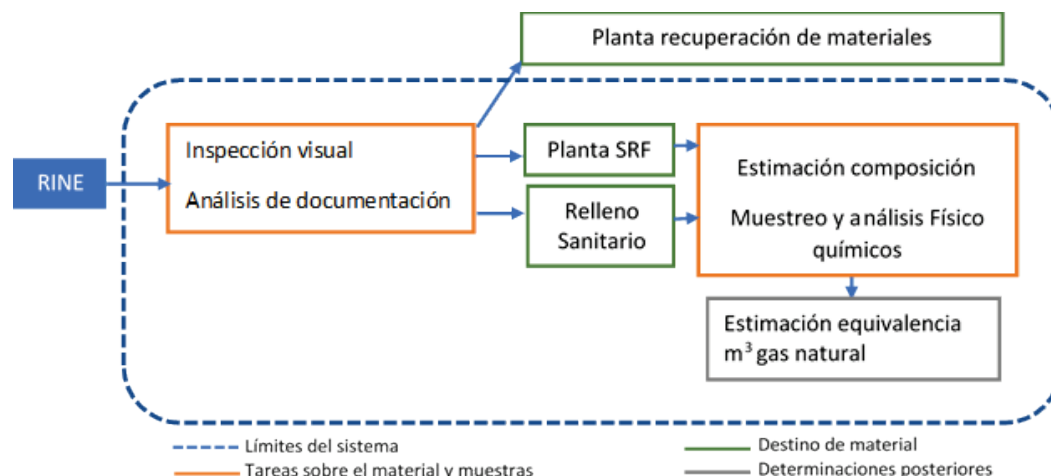 Planta recuperación de materiales
RINE
Inspección visual
Análisis de documentación
Planta SRF
Relleno
Sanitario
Estimación composición
Muestreo y análisis Físico
químicos
Estimación equivalencia
m³ gas natural
Límites del sistema
Destino de material
Tareas sobre el material y muestras
Determinaciones posteriores